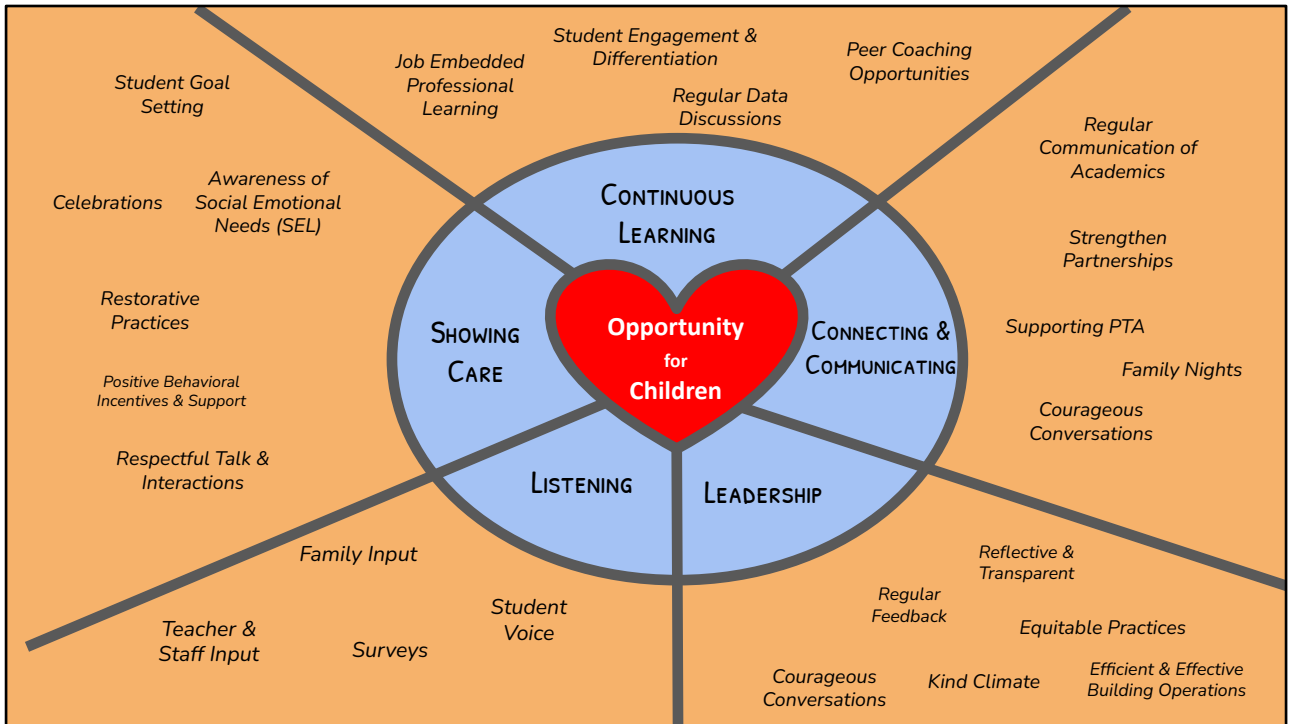 Student Goal
Setting
Celebrations
Awareness of
Social Emotional
Needs (SEL)
Restorative
Practices
Positive Behavioral
Incentives & Support
Respectful Talk &
Interactions
Job Embedded
Professional
Learning
Student Engagement &
Differentiation
Regular Data
Discussions
Peer Coaching
Opportunities
Regular
Communication of
Academics
Strengthen
Partnerships
Supporting PTA
Family Nights
Courageous
Conversations
Continuous
Learning
Showing
Care
Opportunity
for
Children
Connecting &
Communicating
Listening
Leadership
Family Input
Teacher &
Staff Input
Surveys
Student
Voice
Reflective &
Transparent
Regular
Feedback
Equitable Practices
Courageous
Conversations
Kind Climate
Efficient & Effective
Building Operations